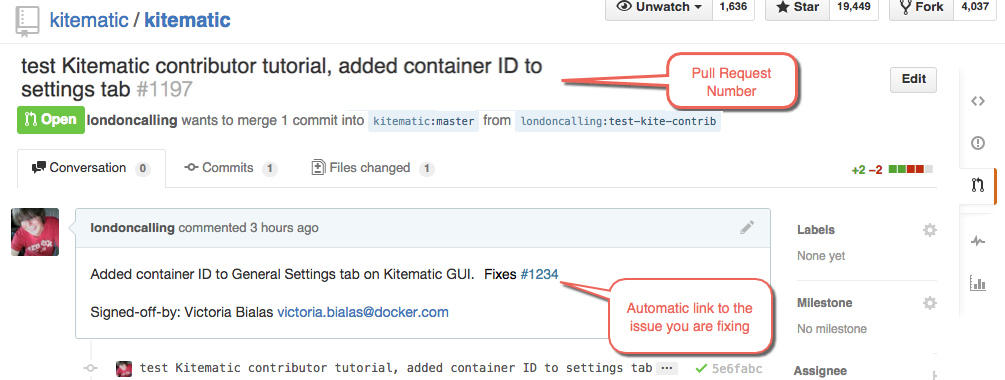 kitematic / kitematic
Unwatch 1,636
Star 19,449
Fork 4,037
test Kitematic contributor tutorial, added container ID to
settings tab #1197
Pull Request
Number
Edit
Open londoncalling wants to merge 1 commit into kitematic:master from londoncalling:test-kite-contrib
Conversation 0
Commits 1
Files changed 1
+2 −2
londoncalling commented 3 hours ago
Added container ID to General Settings tab on Kitematic GUI. Fixes #1234
Signed-off-by: Victoria Bialas victoria.bialas@docker.com
Automatic link to the
issue you are fixing
Labels
None yet
Milestone
No milestone
test Kitematic contributor tutorial, added container ID to settings tab ... 5e6fabc
Assignee